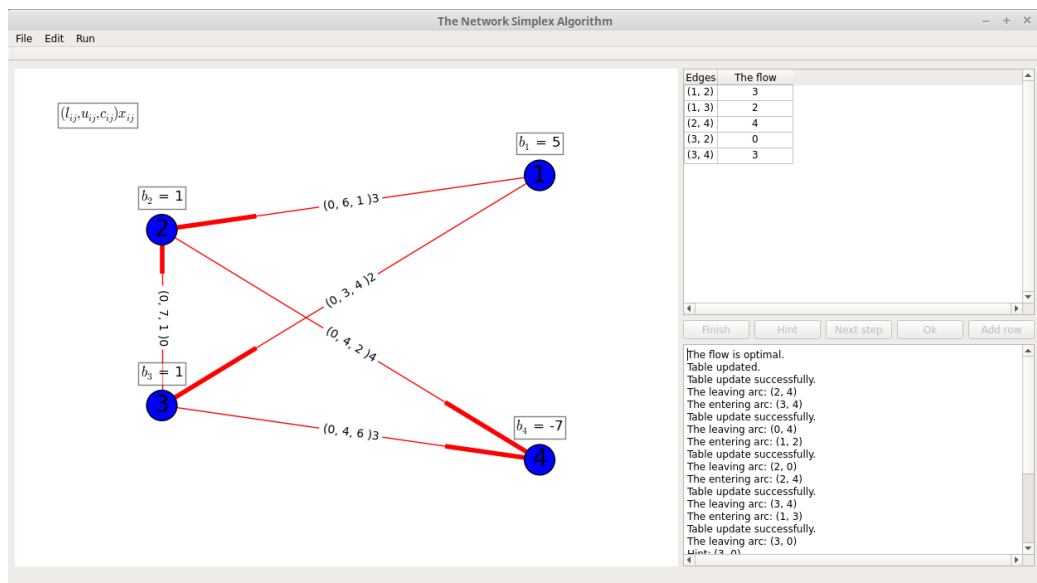 The Network Simplex Algorithm
File Edit Run
(l_ij,u_ij,c_ij)x_ij
b_1 = 5
1
b_2 = 1
2
(0, 6, 1 )3
(0, 3, 4 )2
(0, 7, 1 )0
(0, 4, 2 )4
b_3 = 1
3
(0, 4, 6 )3
b_4 = -7
4
Edges The flow
(1, 2) 3
(1, 3) 2
(2, 4) 4
(3, 2) 0
(3, 4) 3
Finish Hint Next step Ok Add row
The flow is optimal.
Table updated.
Table update successfully.
The leaving arc: (2, 4)
The entering arc: (3, 4)
Table update successfully.
The leaving arc: (0, 4)
The entering arc: (1, 2)
Table update successfully.
The leaving arc: (2, 0)
The entering arc: (2, 4)
Table update successfully.
The leaving arc: (3, 4)
The entering arc: (1, 3)
Table update successfully.
The leaving arc: (3, 0)
Hint: (3, 0)